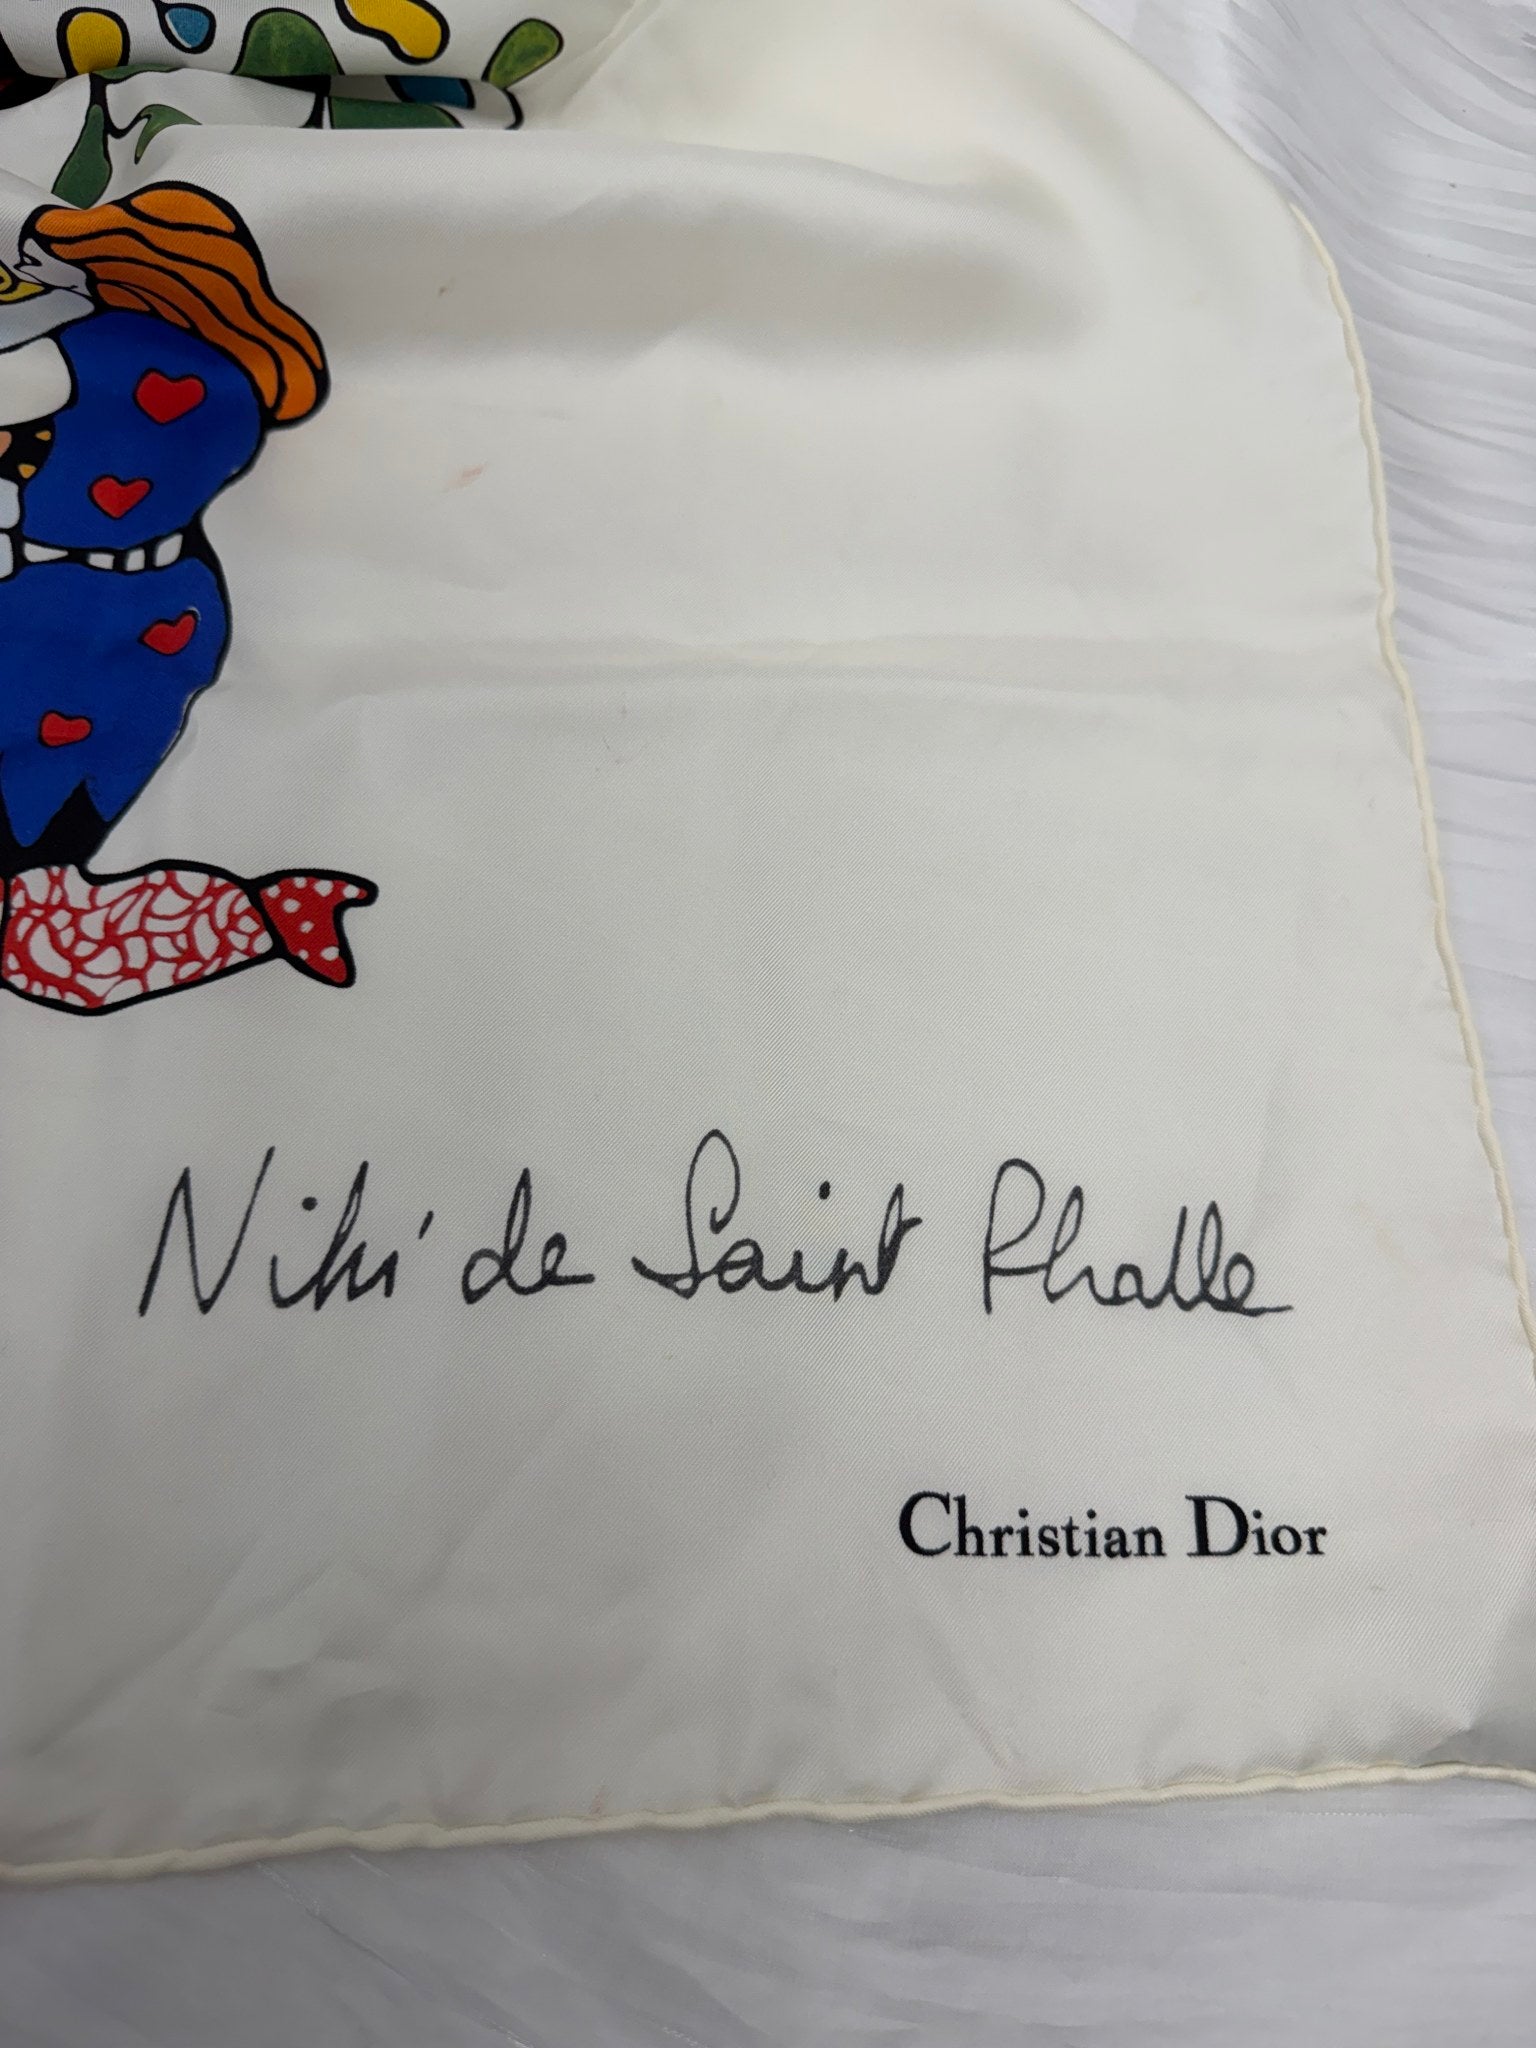 Niki de Saint Phalle
Christian Dior